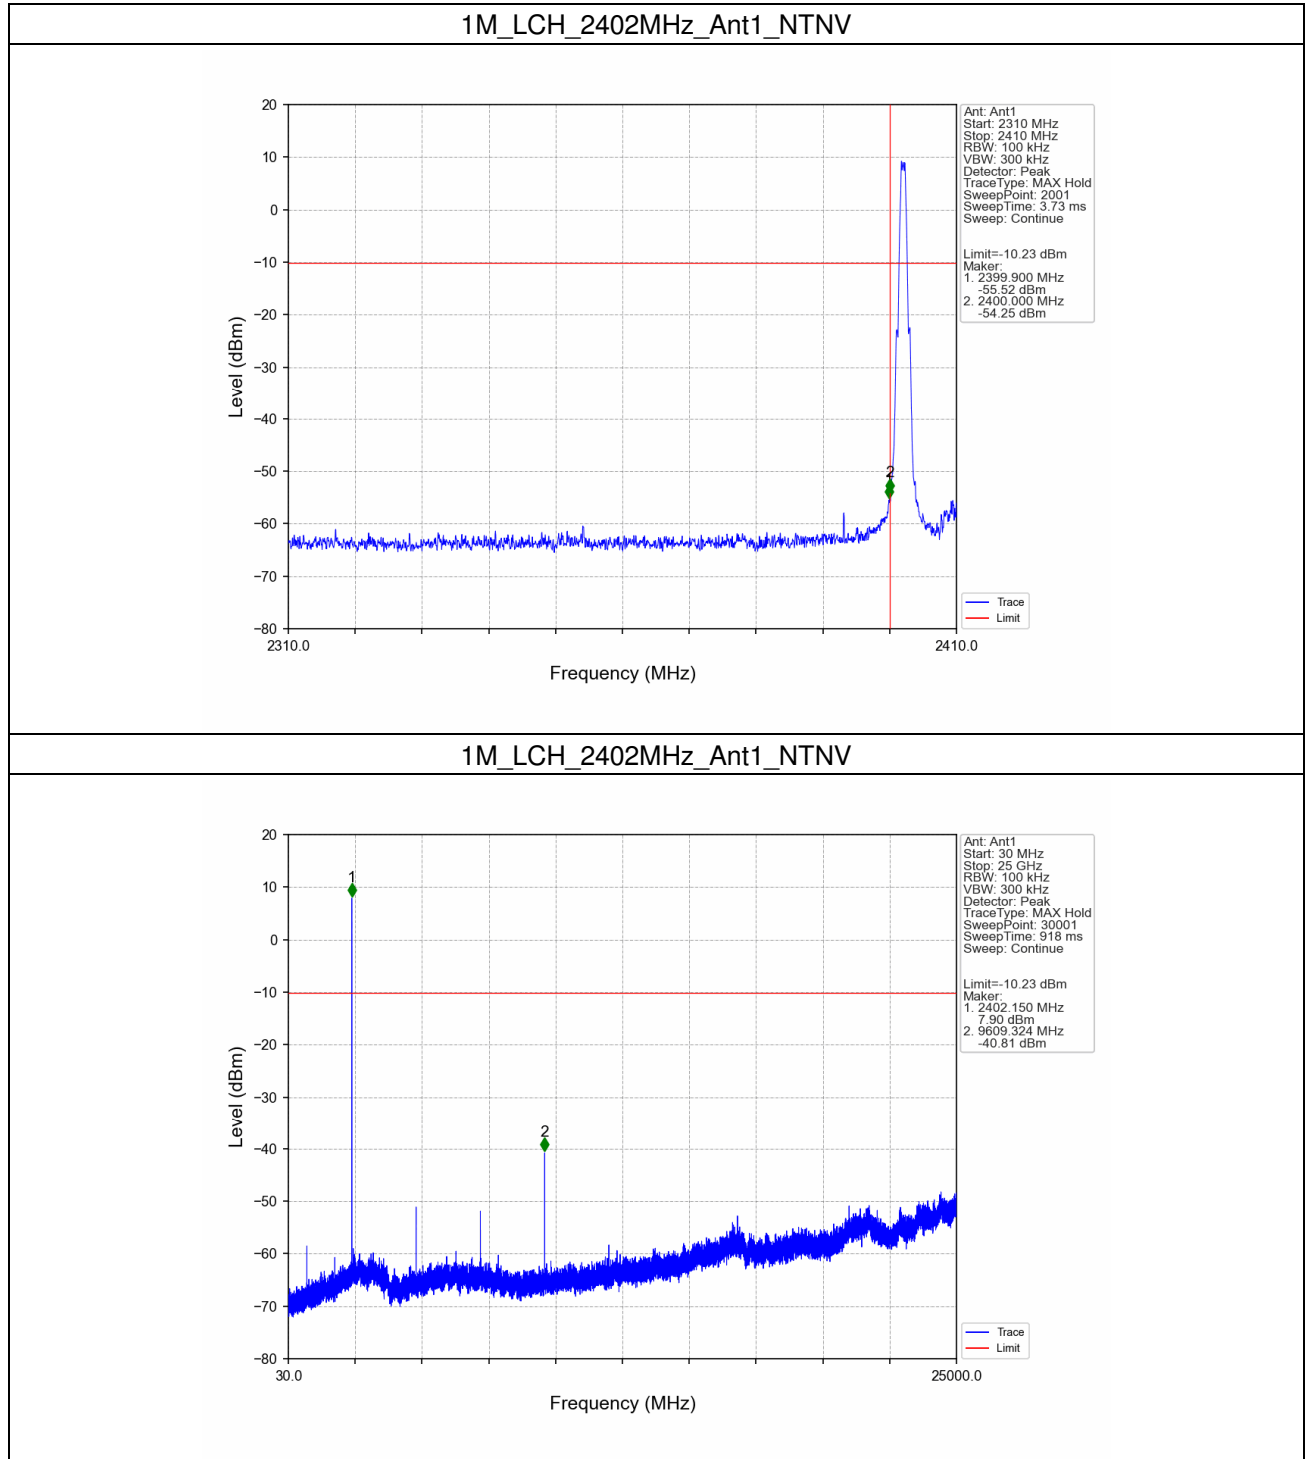 1M_LCH_2402MHz_Ant1_NTNV
20
10
0
−10
−20
−30
−40
−50
−60
−70
−80
Level (dBm)
2
2310.0
2410.0
Frequency (MHz)
Ant: Ant1
Start: 2310 MHz
Stop: 2410 MHz
RBW: 100 kHz
VBW: 300 kHz
Detector: Peak
TraceType: MAX Hold
SweepPoint: 2001
SweepTime: 3.73 ms
Sweep: Continue
Limit=-10.23 dBm
Maker:
1. 2399.900 MHz
-55.52 dBm
2. 2400.000 MHz
-54.25 dBm
Trace
Limit
1M_LCH_2402MHz_Ant1_NTNV
20
10
0
−10
−20
−30
−40
−50
−60
−70
−80
Level (dBm)
1
2
30.0
25000.0
Frequency (MHz)
Ant: Ant1
Start: 30 MHz
Stop: 25 GHz
RBW: 100 kHz
VBW: 300 kHz
Detector: Peak
TraceType: MAX Hold
SweepPoint: 30001
SweepTime: 918 ms
Sweep: Continue
Limit=-10.23 dBm
Maker:
1. 2402.150 MHz
7.90 dBm
2. 9609.324 MHz
-40.81 dBm
Trace
Limit